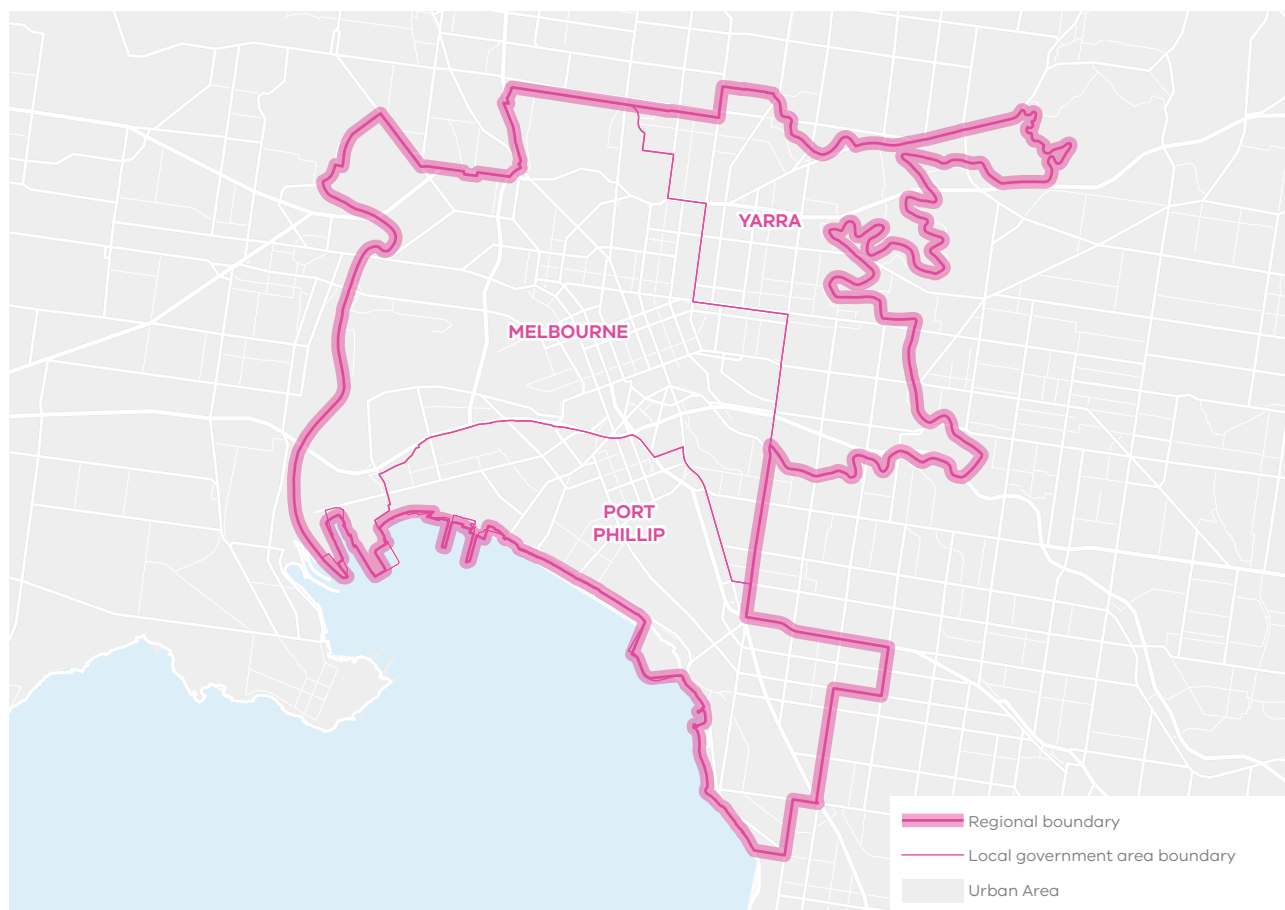 YARRA
MELBOURNE
PORT
PHILLIP
Regional boundary
Local government area boundary
Urban Area